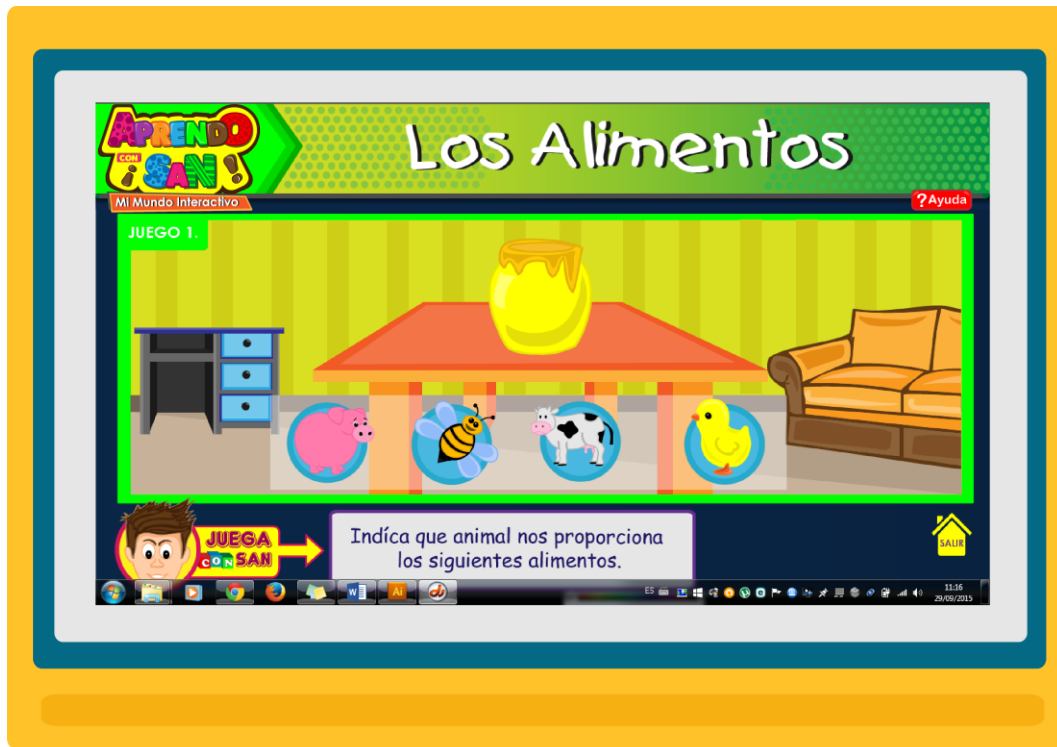 APRENDO
CON
¡SAN!
Mi Mundo Interactivo
Los Alimentos
?Ayuda
JUEGO 1.
JUEGA
CON SAN
Indíca que animal nos proporciona
los siguientes alimentos.
SALIR
W
Ai
ES
11:16
29/09/2015